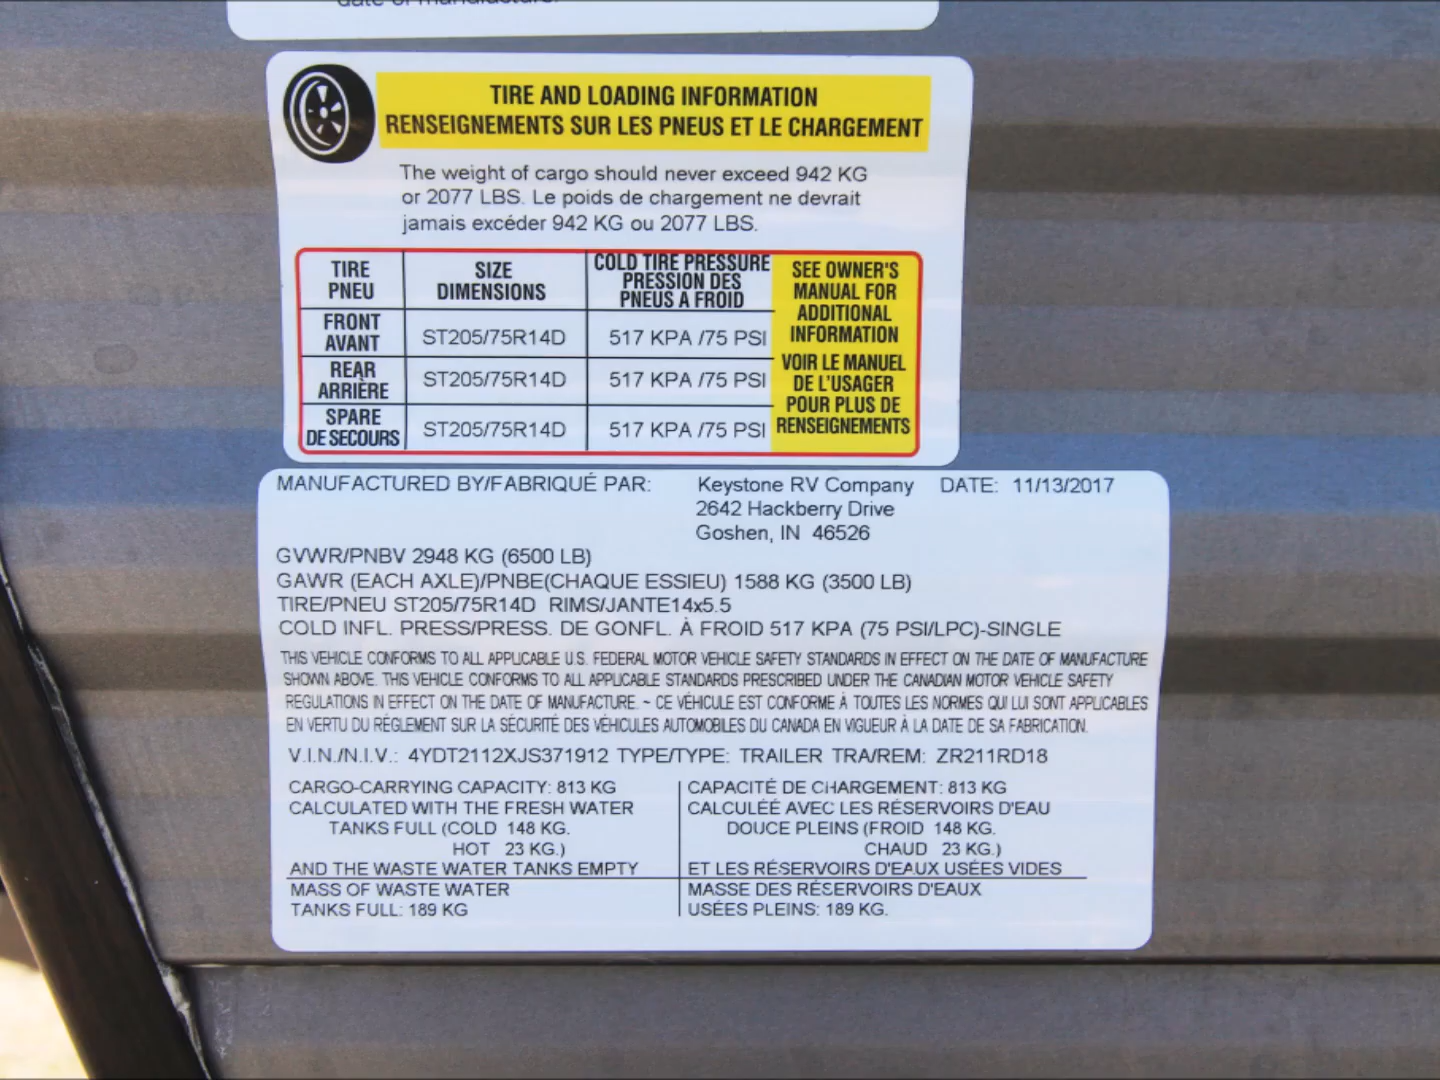 date of manufacture.
TIRE AND LOADING INFORMATION
RENSEIGNEMENTS SUR LES PNEUS ET LE CHARGEMENT
The weight of cargo should never exceed 942 KG
or 2077 LBS. Le poids de chargement ne devrait
jamais excéder 942 KG ou 2077 LBS.
TIRE
PNEU
SIZE
DIMENSIONS
COLD TIRE PRESSURE
PRESSION DES
PNEUS A FROID
FRONT
AVANT
ST205/75R14D
517 KPA /75 PSI
REAR
ARRIÈRE
ST205/75R14D
517 KPA /75 PSI
SPARE
DE SECOURS
ST205/75R14D
517 KPA /75 PSI
SEE OWNER'S
MANUAL FOR
ADDITIONAL
INFORMATION
VOIR LE MANUEL
DE L'USAGER
POUR PLUS DE
RENSEIGNEMENTS
MANUFACTURED BY/FABRIQUÉ PAR: Keystone RV Company DATE: 11/13/2017
2642 Hackberry Drive
Goshen, IN 46526
GVWR/PNBV 2948 KG (6500 LB)
GAWR (EACH AXLE)/PNBE(CHAQUE ESSIEU) 1588 KG (3500 LB)
TIRE/PNEU ST205/75R14D RIMS/JANTE14x5.5
COLD INFL. PRESS/PRESS. DE GONFL. À FROID 517 KPA (75 PSI/LPC)-SINGLE
THIS VEHICLE CONFORMS TO ALL APPLICABLE U.S. FEDERAL MOTOR VEHICLE SAFETY STANDARDS IN EFFECT ON THE DATE OF MANUFACTURE
SHOWN ABOVE. THIS VEHICLE CONFORMS TO ALL APPLICABLE STANDARDS PRESCRIBED UNDER THE CANADIAN MOTOR VEHICLE SAFETY
REGULATIONS IN EFFECT ON THE DATE OF MANUFACTURE. ~ CE VÉHICULE EST CONFORME À TOUTES LES NORMES QUI LUI SONT APPLICABLES
EN VERTU DU RÉGLEMENT SUR LA SÉCURITÉ DES VÉHICULES AUTOMOBILES DU CANADA EN VIGUEUR À LA DATE DE SA FABRICATION.
V.I.N./N.I.V.: 4YDT2112XJS371912 TYPE/TYPE: TRAILER TRA/REM: ZR211RD18
CARGO-CARRYING CAPACITY: 813 KG
CALCULATED WITH THE FRESH WATER
TANKS FULL (COLD 148 KG.
HOT 23 KG.)
AND THE WASTE WATER TANKS EMPTY
MASS OF WASTE WATER
TANKS FULL: 189 KG
CAPACITÉ DE CHARGEMENT: 813 KG
CALCULÉÉ AVEC LES RÉSERVOIRS D'EAU
DOUCE PLEINS (FROID 148 KG.
CHAUD 23 KG.)
ET LES RÉSERVOIRS D'EAUX USÉES VIDES
MASSE DES RÉSERVOIRS D'EAUX
USÉES PLEINS: 189 KG.